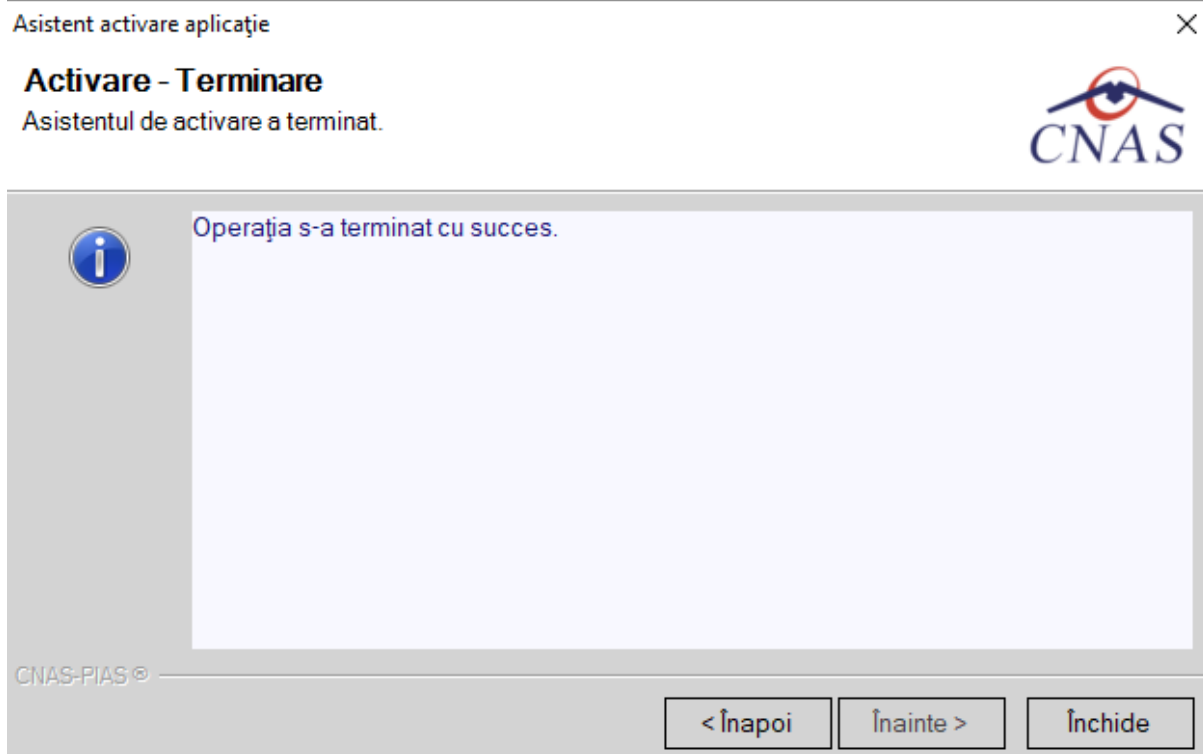 Asistent activare aplicaţie
Activare - Terminare
Asistentul de activare a terminat.
CNAS
Operaţia s-a terminat cu succes.
CNAS-PIAS ®
< Înapoi
Înainte >
Închide